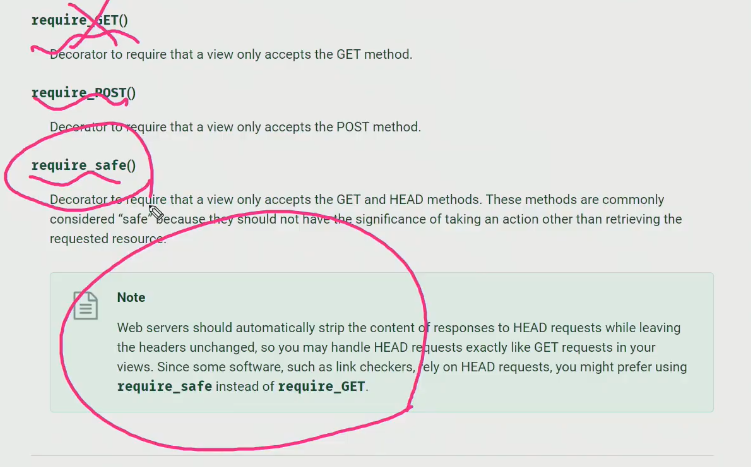 require_GET()
Decorator to require that a view only accepts the GET method.
require_POST()
Decorator to require that a view only accepts the POST method.
require_safe()
Decorator to require that a view only accepts the GET and HEAD methods. These methods are commonly
considered “safe” because they should not have the significance of taking an action other than retrieving the
requested resource.
Note
Web servers should automatically strip the content of responses to HEAD requests while leaving
the headers unchanged, so you may handle HEAD requests exactly like GET requests in your
views. Since some software, such as link checkers, rely on HEAD requests, you might prefer using
require_safe instead of require_GET.